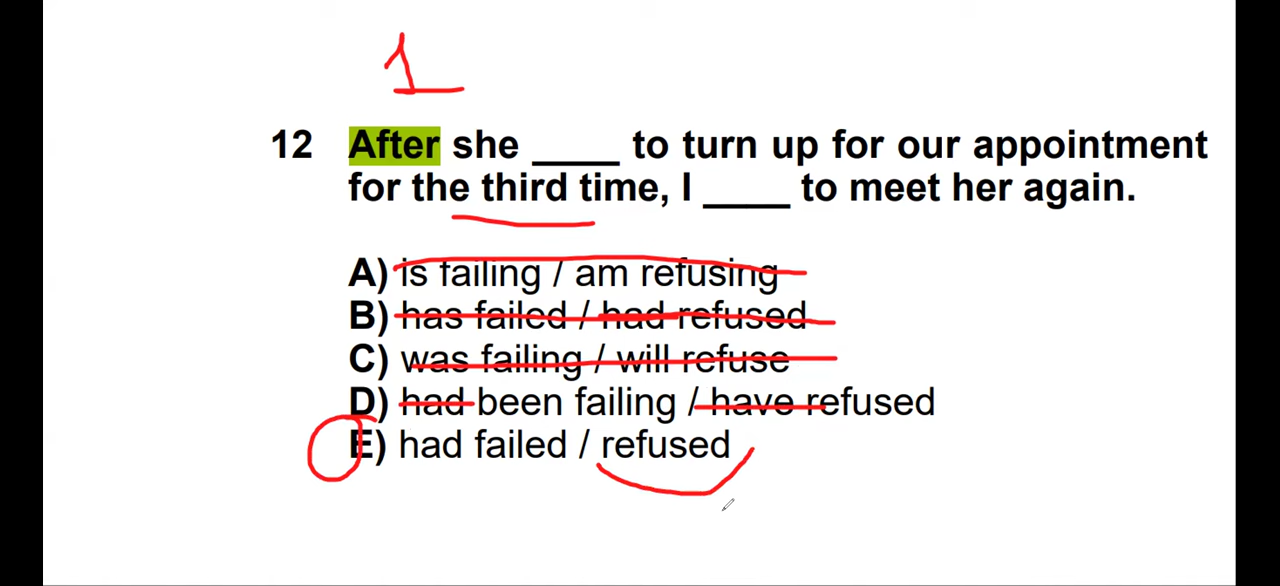 1
12 After she ____ to turn up for our appointment
for the third time, I ____ to meet her again.
A) is failing / am refusing
B) has failed / had refused
C) was failing / will refuse
D) had been failing / have refused
E) had failed / refused